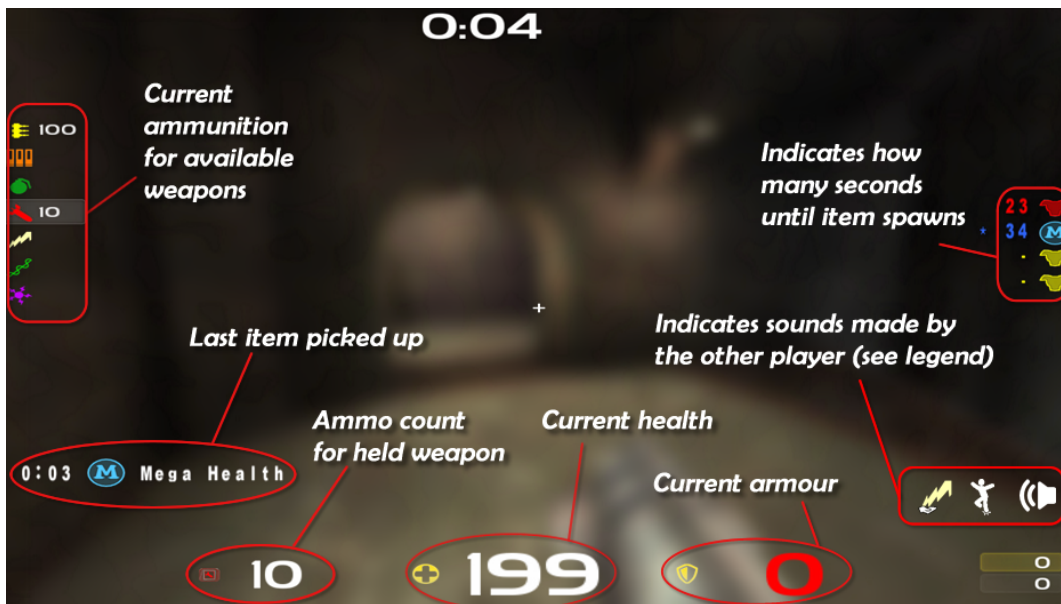 0:04
Current
ammunition
for available
weapons
100
10
Indicates how
many seconds
until item spawns
23
* 34 M
Last item picked up
Indicates sounds made by
the other player (see legend)
0:03 M Mega Health
Ammo count
for held weapon
Current health
Current armour
10
199
0
0
0